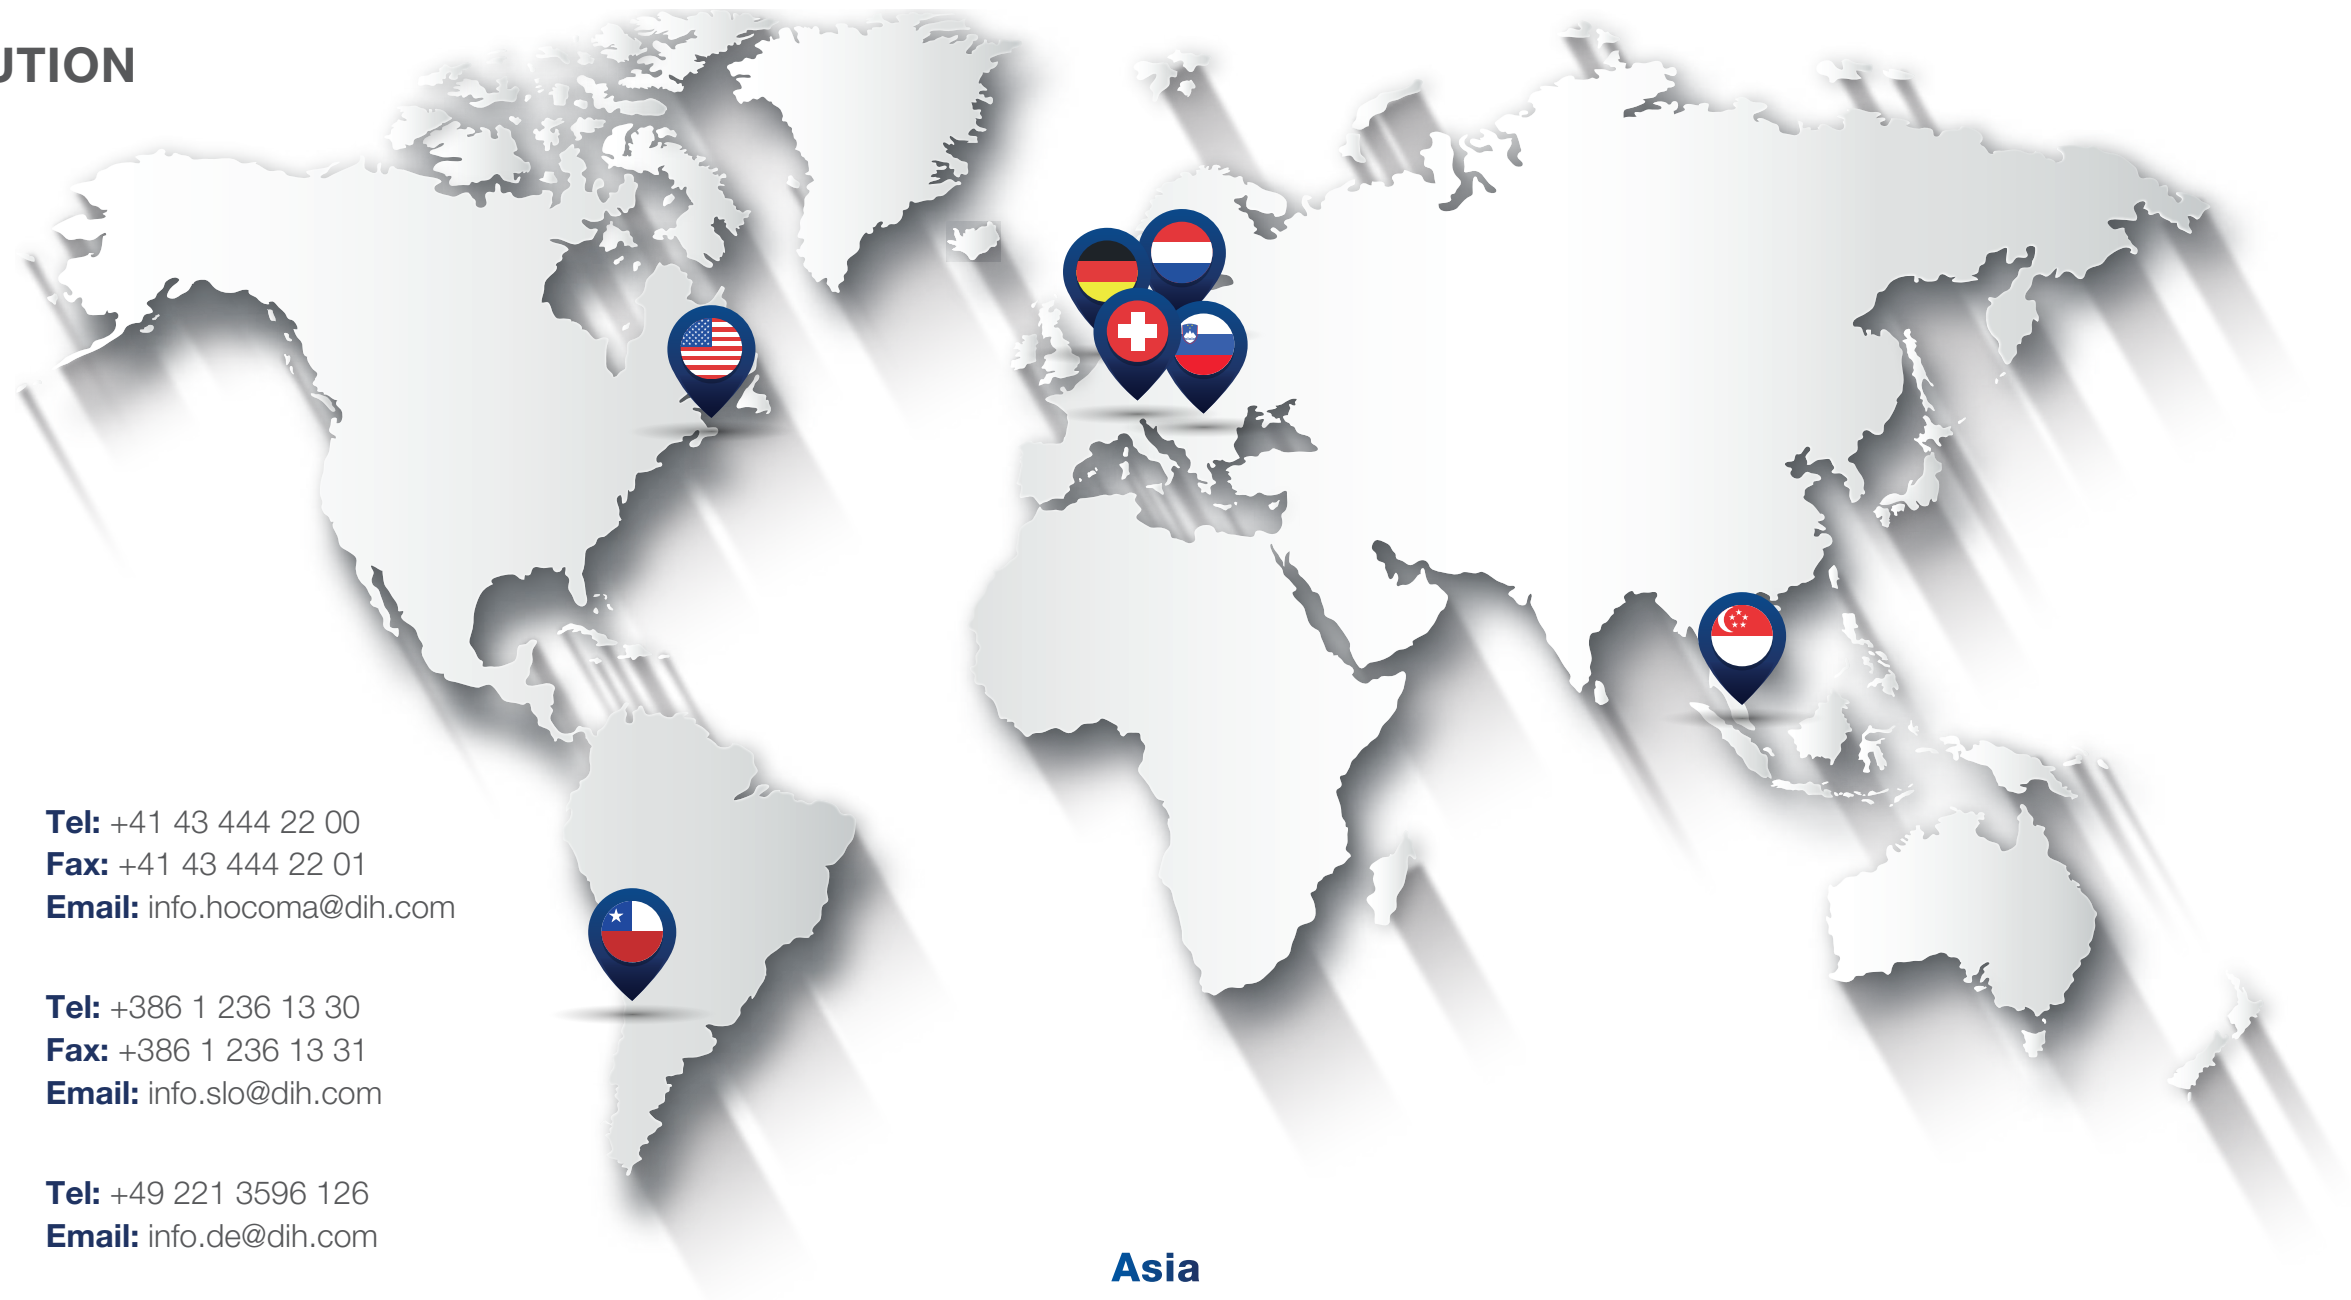 UTION
Tel: +41 43 444 22 00
Fax: +41 43 444 22 01
Email: info.hocoma@dih.com
Tel: +386 1 236 13 30
Fax: +386 1 236 13 31
Email: info.slo@dih.com
Tel: +49 221 3596 126
Email: info.de@dih.com
Asia